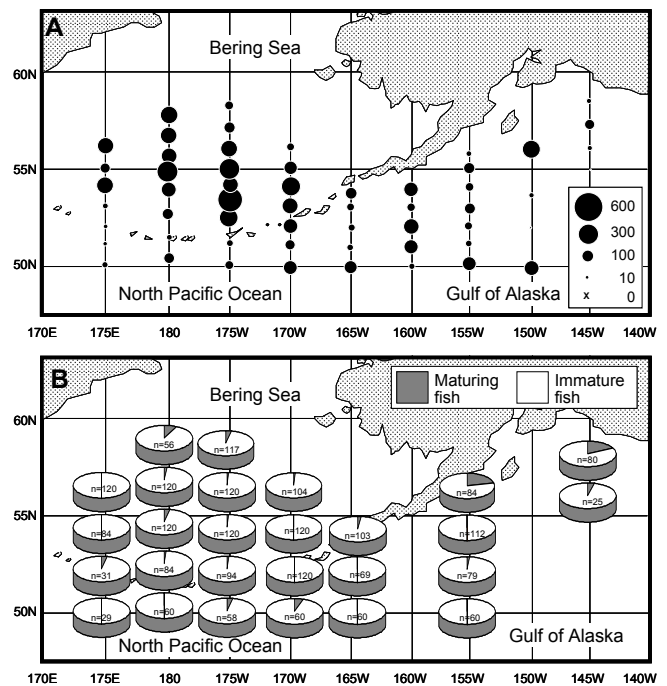 A
Bering Sea
60N
55N
50N
North Pacific Ocean
Gulf of Alaska
600
300
100
10
x 0
170E 175E 180 175W 170W 165W 160W 155W 150W 145W 140W
B
Bering Sea
Maturing fish
Immature fish
60N
n=56
n=117
n=80
n=120
n=120
n=120
n=104
n=84
n=25
55N
n=84
n=120
n=120
n=120
n=103
n=112
n=31
n=84
n=94
n=120
n=69
n=79
50N
n=29
n=60
n=58
n=60
n=60
n=60
North Pacific Ocean
Gulf of Alaska
170E 175E 180 175W 170W 165W 160W 155W 150W 145W 140W